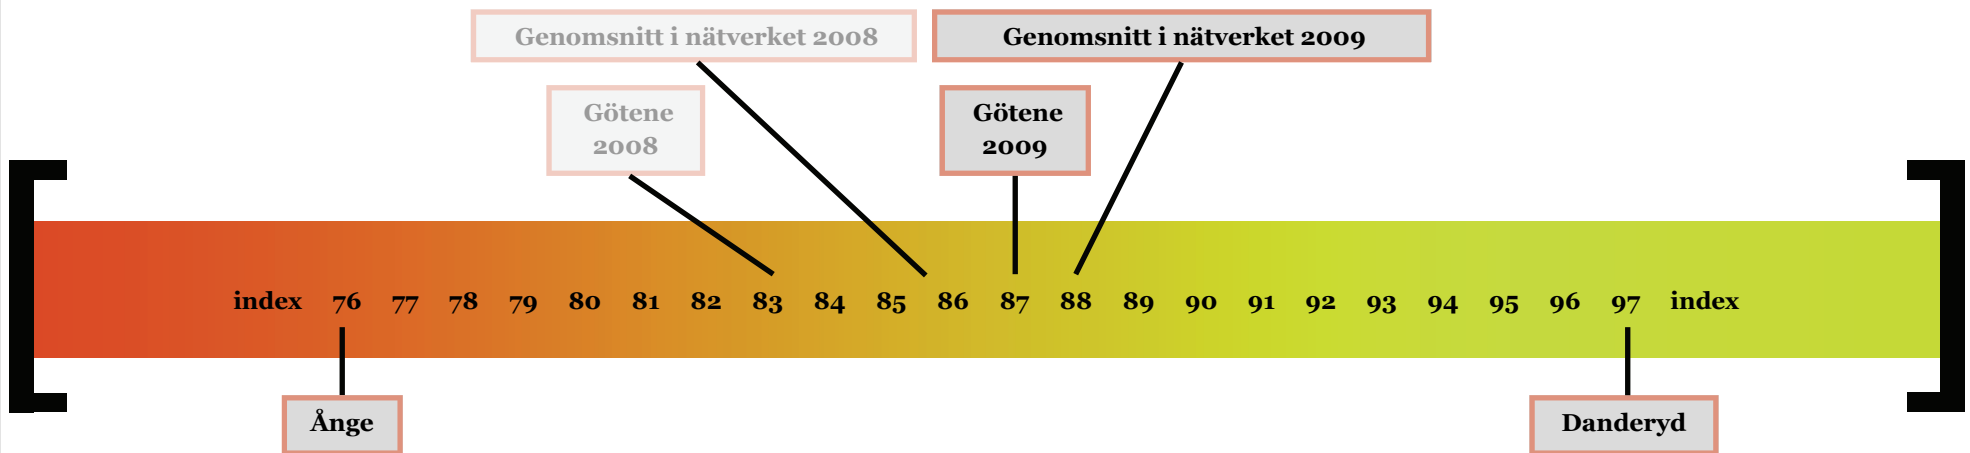 Genomsnitt i nätverket 2008
Genomsnitt i nätverket 2009
Götene
2008
Götene
2009
index 76 77 78 79 80 81 82 83 84 85 86 87 88 89 90 91 92 93 94 95 96 97 index
Ånge
Danderyd